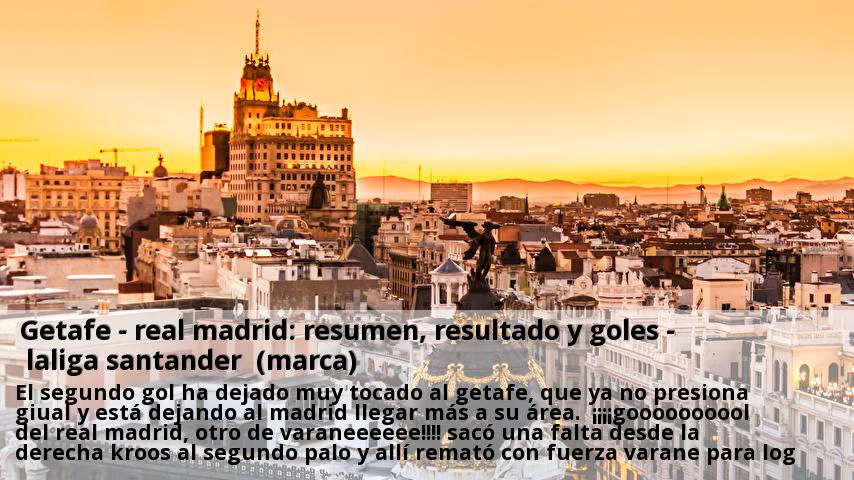 Getafe - real madrid: resumen, resultado y goles -
laliga santander (marca)
El segundo gol ha dejado muy tocado al getafe, que ya no presiona
giual y está dejando al madrid llegar más a su área. ¡¡¡¡goooooooool
del real madrid, otro de varaneeeeee!!!! sacó una falta desde la
derecha kroos al segundo palo y allí remató con fuerza varane para log